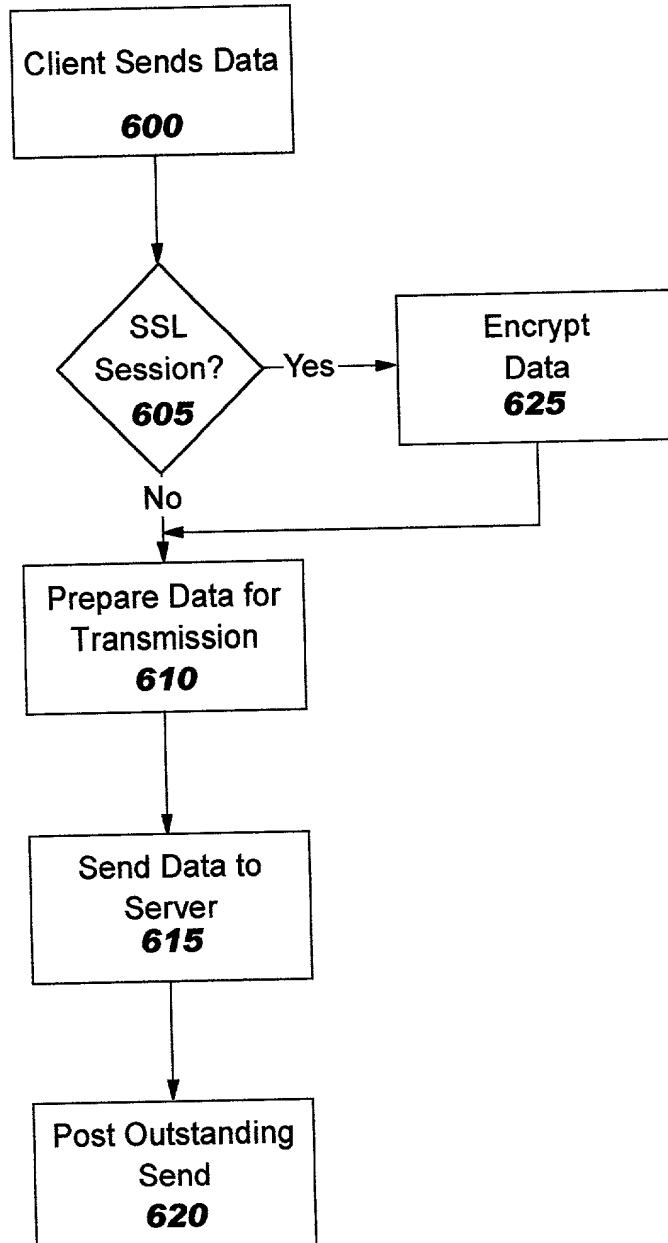 Client Sends Data
600
SSL
Session?
605
Yes
Encrypt
Data
625
No
Prepare Data for
Transmission
610
Send Data to
Server
615
Post Outstanding
Send
620